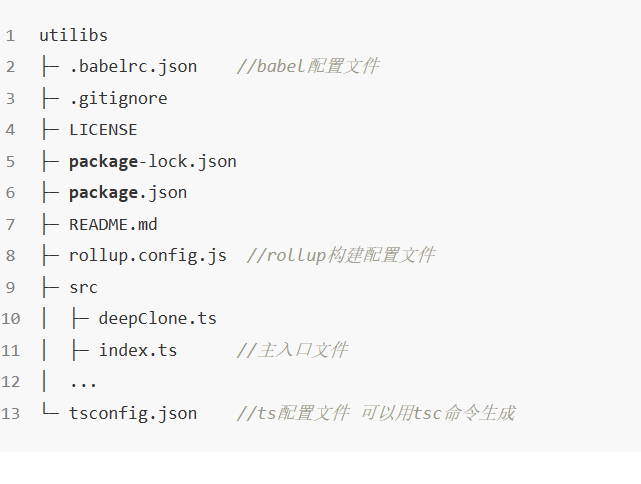 1 utilibs
2 ├─ .babelrc.json    //babel配置文件
3 ├─ .gitignore
4 ├─ LICENSE
5 ├─ package-lock.json
6 ├─ package.json
7 ├─ README.md
8 ├─ rollup.config.js  //rollup构建配置文件
9 ├─ src
10 │  ├─ deepClone.ts
11 │  ├─ index.ts      //主入口文件
12 │  ...
13 └─ tsconfig.json    //ts配置文件 可以用tsc命令生成